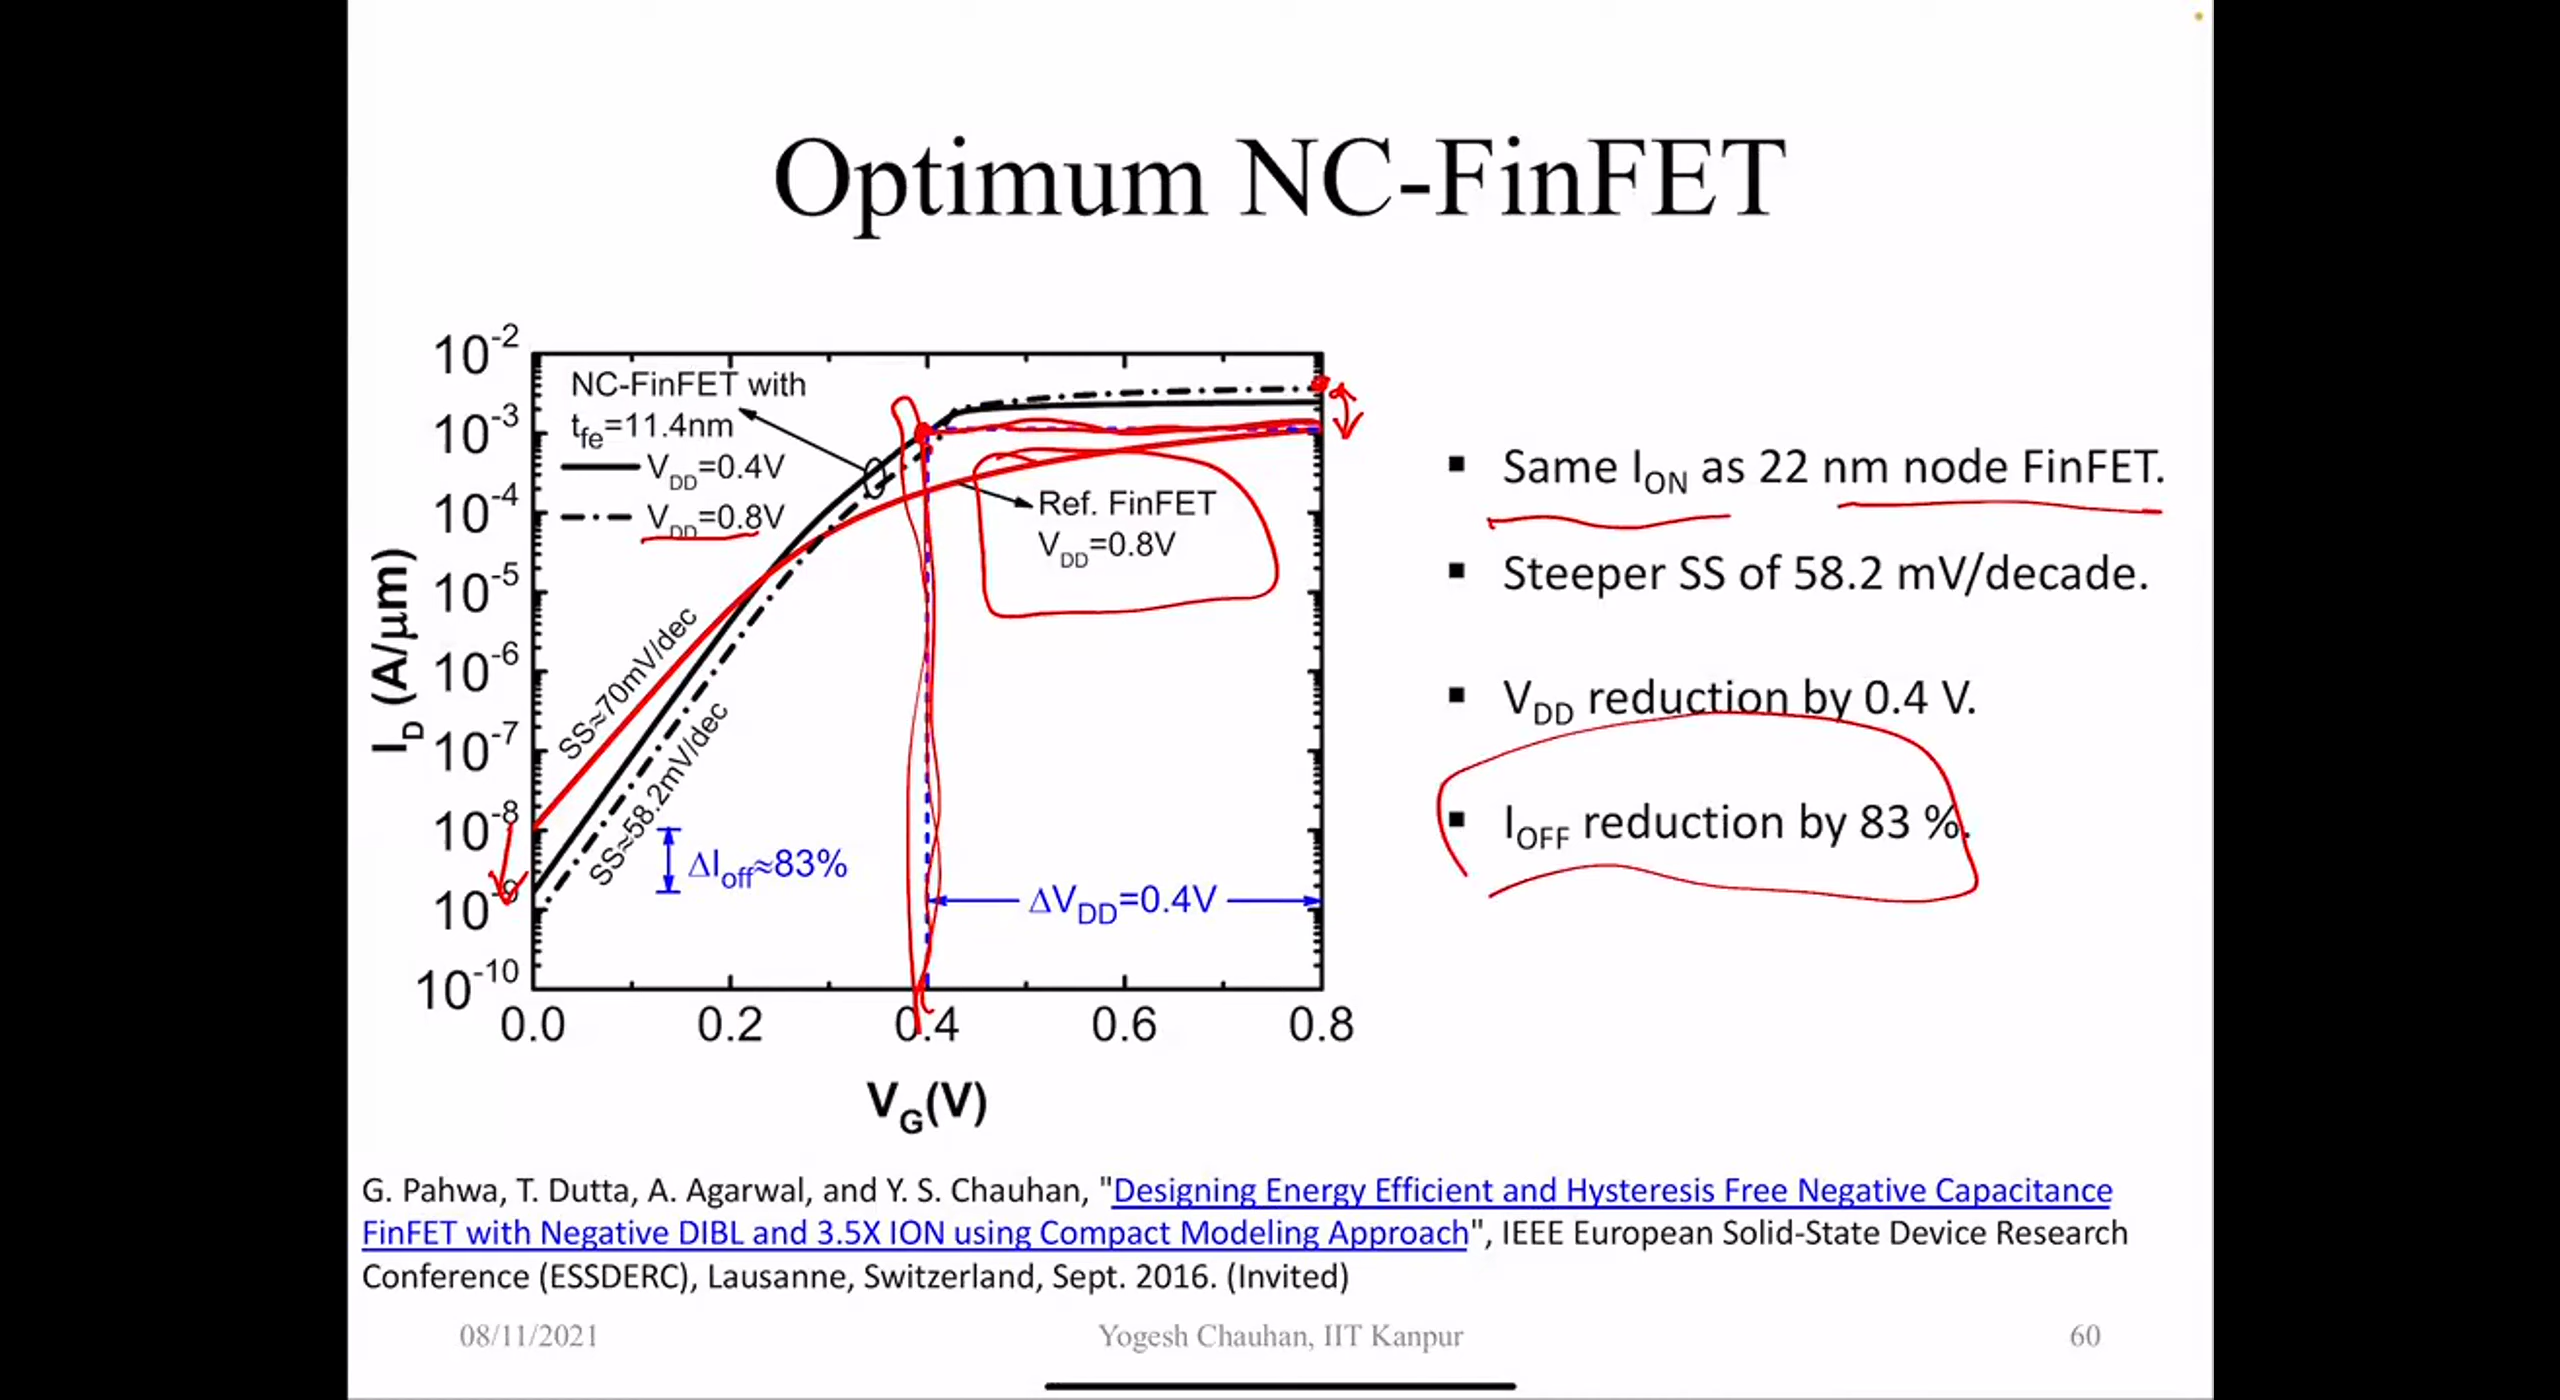 Optimum NC-FinFET
10-2
10-3
10-4
10-5
10-6
10-7
10-8
10-9
10-10
ID (A/μm)
NC-FinFET with
tfe=11.4nm
VDD=0.4V
VDD=0.8V
Ref. FinFET
VDD=0.8V
SS≈70mV/dec
SS≈58.2mV/dec
ΔIoff≈83%
ΔVDD=0.4V
0.0 0.2 0.4 0.6 0.8
VG(V)
▪ Same ION as 22 nm node FinFET.
▪ Steeper SS of 58.2 mV/decade.
▪ VDD reduction by 0.4 V.
▪ IOFF reduction by 83 %.
G. Pahwa, T. Dutta, A. Agarwal, and Y. S. Chauhan, "Designing Energy Efficient and Hysteresis Free Negative Capacitance
FinFET with Negative DIBL and 3.5X ION using Compact Modeling Approach", IEEE European Solid-State Device Research
Conference (ESSDERC), Lausanne, Switzerland, Sept. 2016. (Invited)
08/11/2021 Yogesh Chauhan, IIT Kanpur 60